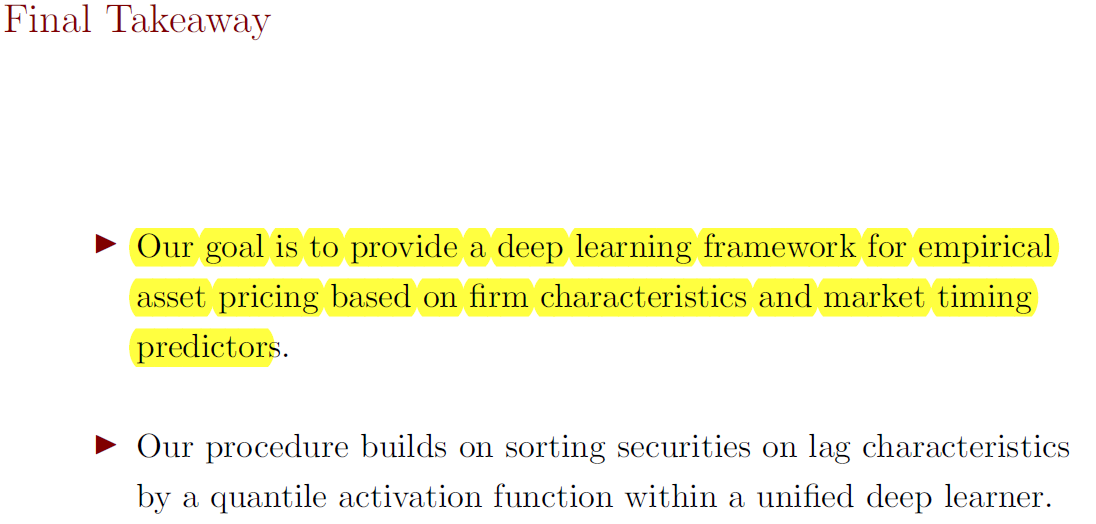 Final Takeaway
Our goal is to provide a deep learning framework for empirical
asset pricing based on firm characteristics and market timing
predictors.
Our procedure builds on sorting securities on lag characteristics
by a quantile activation function within a unified deep learner.